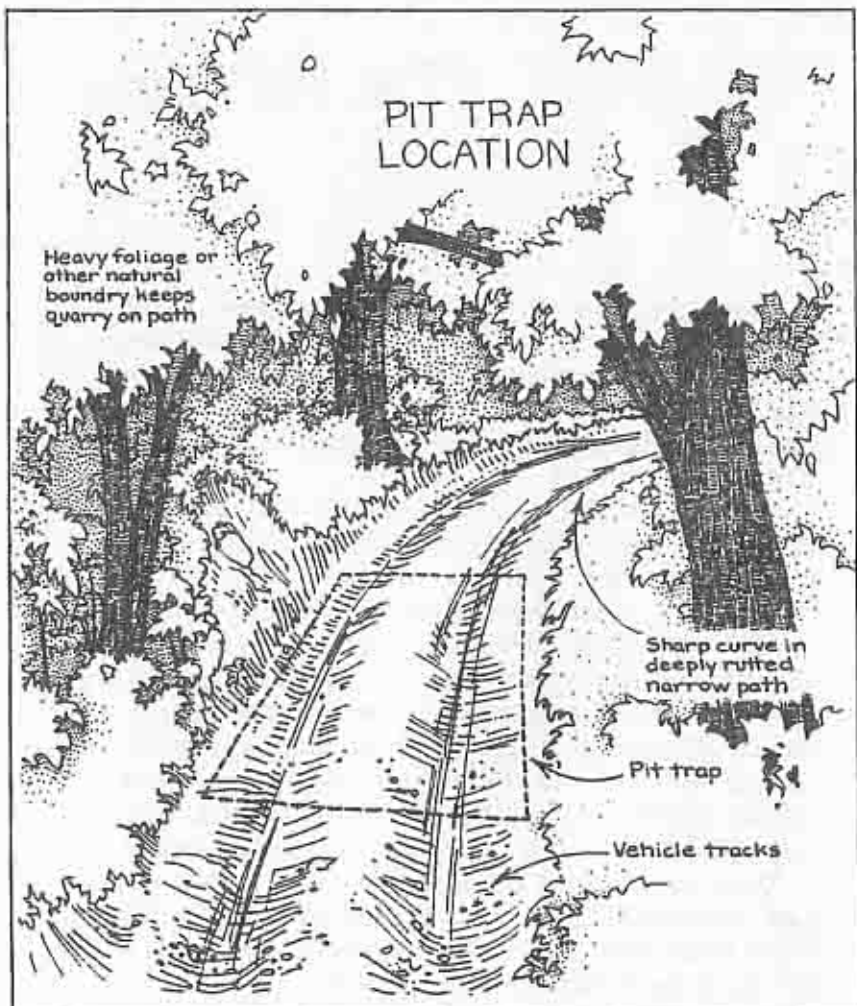 PIT TRAP
LOCATION
Heavy foliage or
other natural
boundry keeps
quarry on path
Sharp curve in
deeply rutted
narrow path
Pit trap
Vehicle tracks